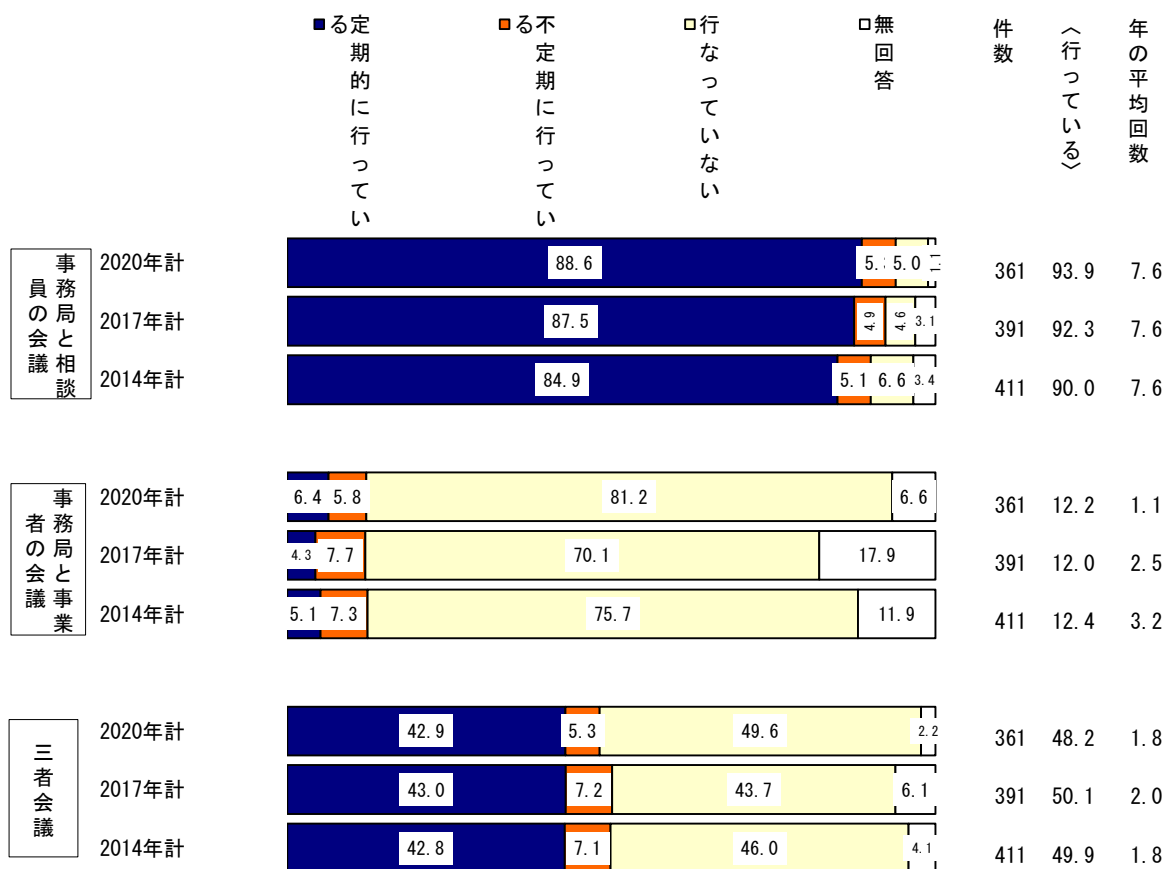 ■定期的に行っている
■不定期に行っている
□行なっていない
□無回答
件数
〈行っている〉
年の平均回数
事務局と相談員の会議
2020年計 88.6 5.0 361 93.9 7.6
2017年計 87.5 4.9 4.6 3.1 391 92.3 7.6
2014年計 84.9 5.1 6.6 3.4 411 90.0 7.6
事務局と事業者の会議
2020年計 6.4 5.8 81.2 6.6 361 12.2 1.1
2017年計 4.3 7.7 70.1 17.9 391 12.0 2.5
2014年計 5.1 7.3 75.7 11.9 411 12.4 3.2
三者会議
2020年計 42.9 5.3 49.6 2.2 361 48.2 1.8
2017年計 43.0 7.2 43.7 6.1 391 50.1 2.0
2014年計 42.8 7.1 46.0 4.1 411 49.9 1.8